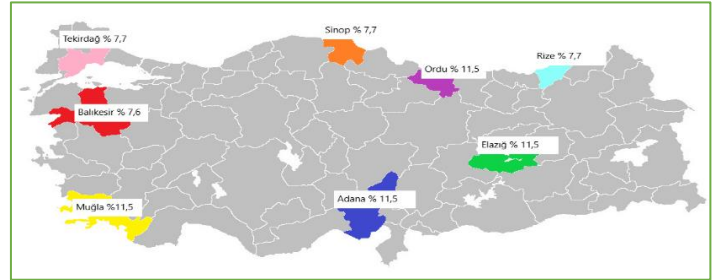 Sinop % 7,7
Tekirdağ % 7,7
Rize % 7,7
Ordu % 11,5
Balıkesir % 7,6
Elazığ % 11,5
Adana % 11,5
Muğla %11,5